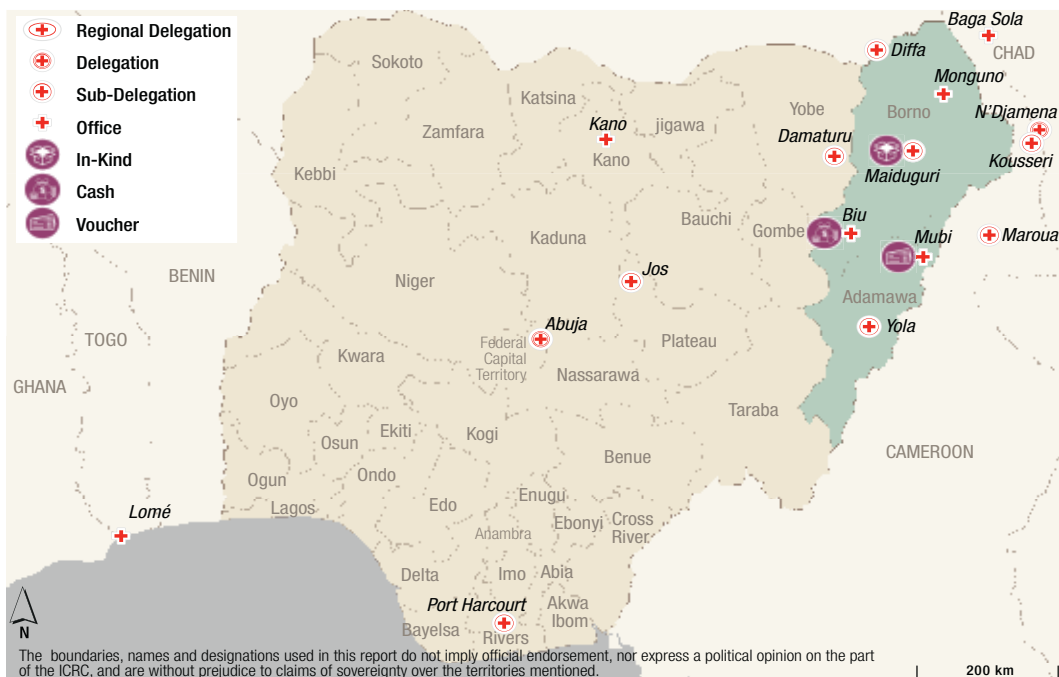 Regional Delegation
Delegation
Sub-Delegation
Office
In-Kind
Cash
Voucher
Baga Sola
CHAD
Diffa
Sokoto
Monguno
Katsina
Yobe
Borno
N'Djamena
Kano
jigawa
Zamfara
Damaturu
Kousseri
Kano
Kebbi
Maiduguri
Bauchi
Biu
Gombe
Mubi
Maroua
Kaduna
BENIN
Niger
Jos
Adamawa
Abuja
Yola
TOGO
Federal
Capital
Territory
Plateau
Kwara
Nassarawa
GHANA
Oyo
Taraba
Ekiti
Kogi
Osun
CAMEROON
Benue
Ondo
Ogun
Enugu
Edo
Lagos
Lomé
Ebonyi
Cross
River
Anambra
Delta
Imo
Abia
Port Harcourt
Akwa
Ibom
Bayelsa
Rivers
N
The boundaries, names and designations used in this report do not imply official endorsement, nor express a political opinion on the part
of the ICRC, and are without prejudice to claims of sovereignty over the territories mentioned.
200 km